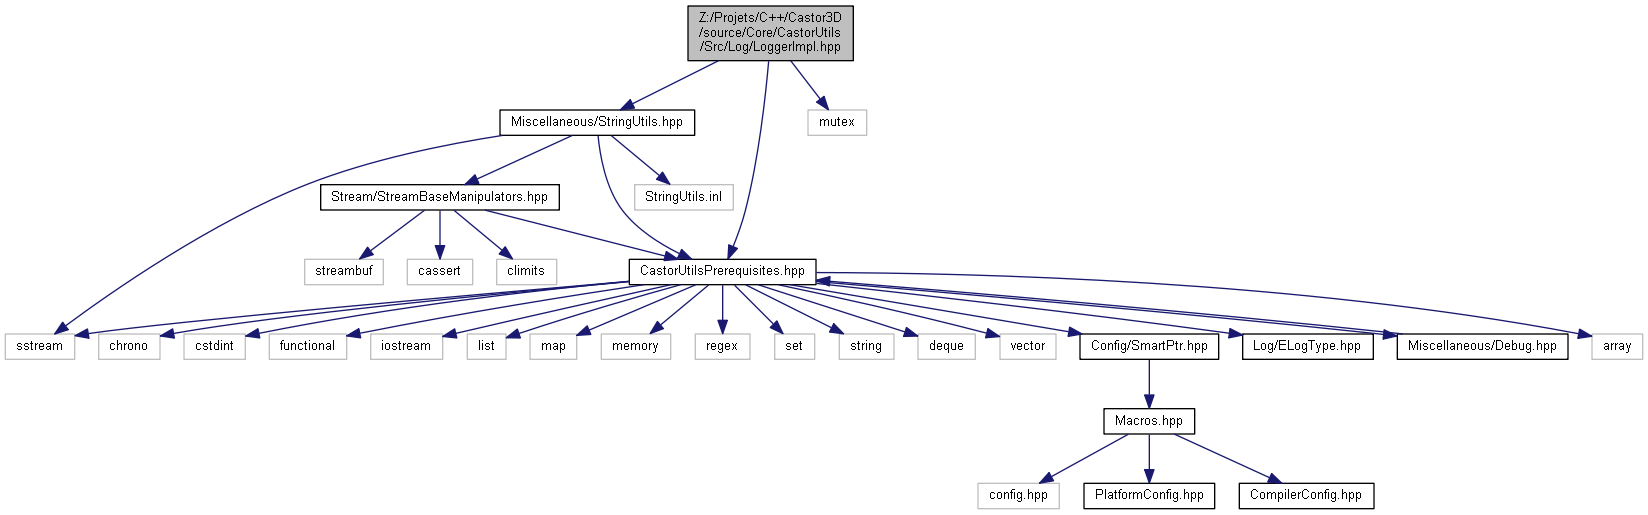 Z:/Projets/C++/Castor3D
/source/Core/CastorUtils
/Src/Log/LoggerImpl.hpp
Miscellaneous/StringUtils.hpp
mutex
Stream/StreamBaseManipulators.hpp
StringUtils.inl
streambuf
cassert
climits
CastorUtilsPrerequisites.hpp
sstream
chrono
cstdint
functional
iostream
list
map
memory
regex
set
string
deque
vector
Config/SmartPtr.hpp
Log/ELogType.hpp
Miscellaneous/Debug.hpp
array
Macros.hpp
config.hpp
PlatformConfig.hpp
CompilerConfig.hpp